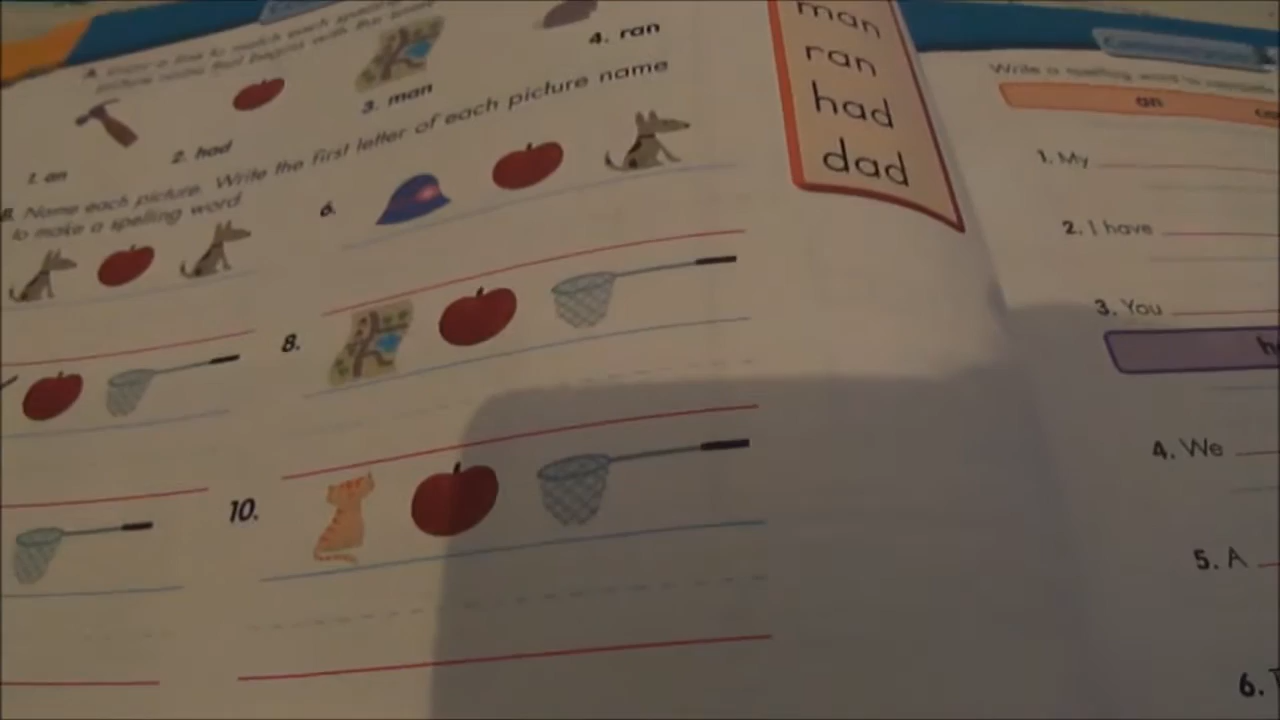 1. an
2. had
3. man
4. ran
B. Name each picture. Write the first letter of each picture name
to make a spelling word
6.
8.
10.
man
ran
had
dad
Write a spelling word to
an
1. My
2. I have
3. You
4. We
5. A
6.